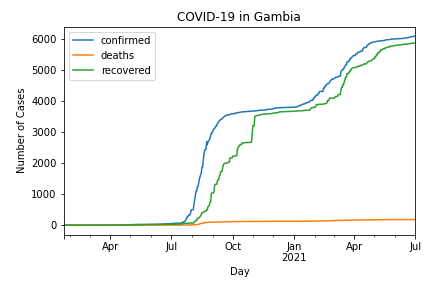 COVID-19 in Gambia
confirmed
deaths
recovered
Number of Cases
6000
5000
4000
3000
2000
1000
0
Apr Jul Oct Jan Apr Jul
2021
Day